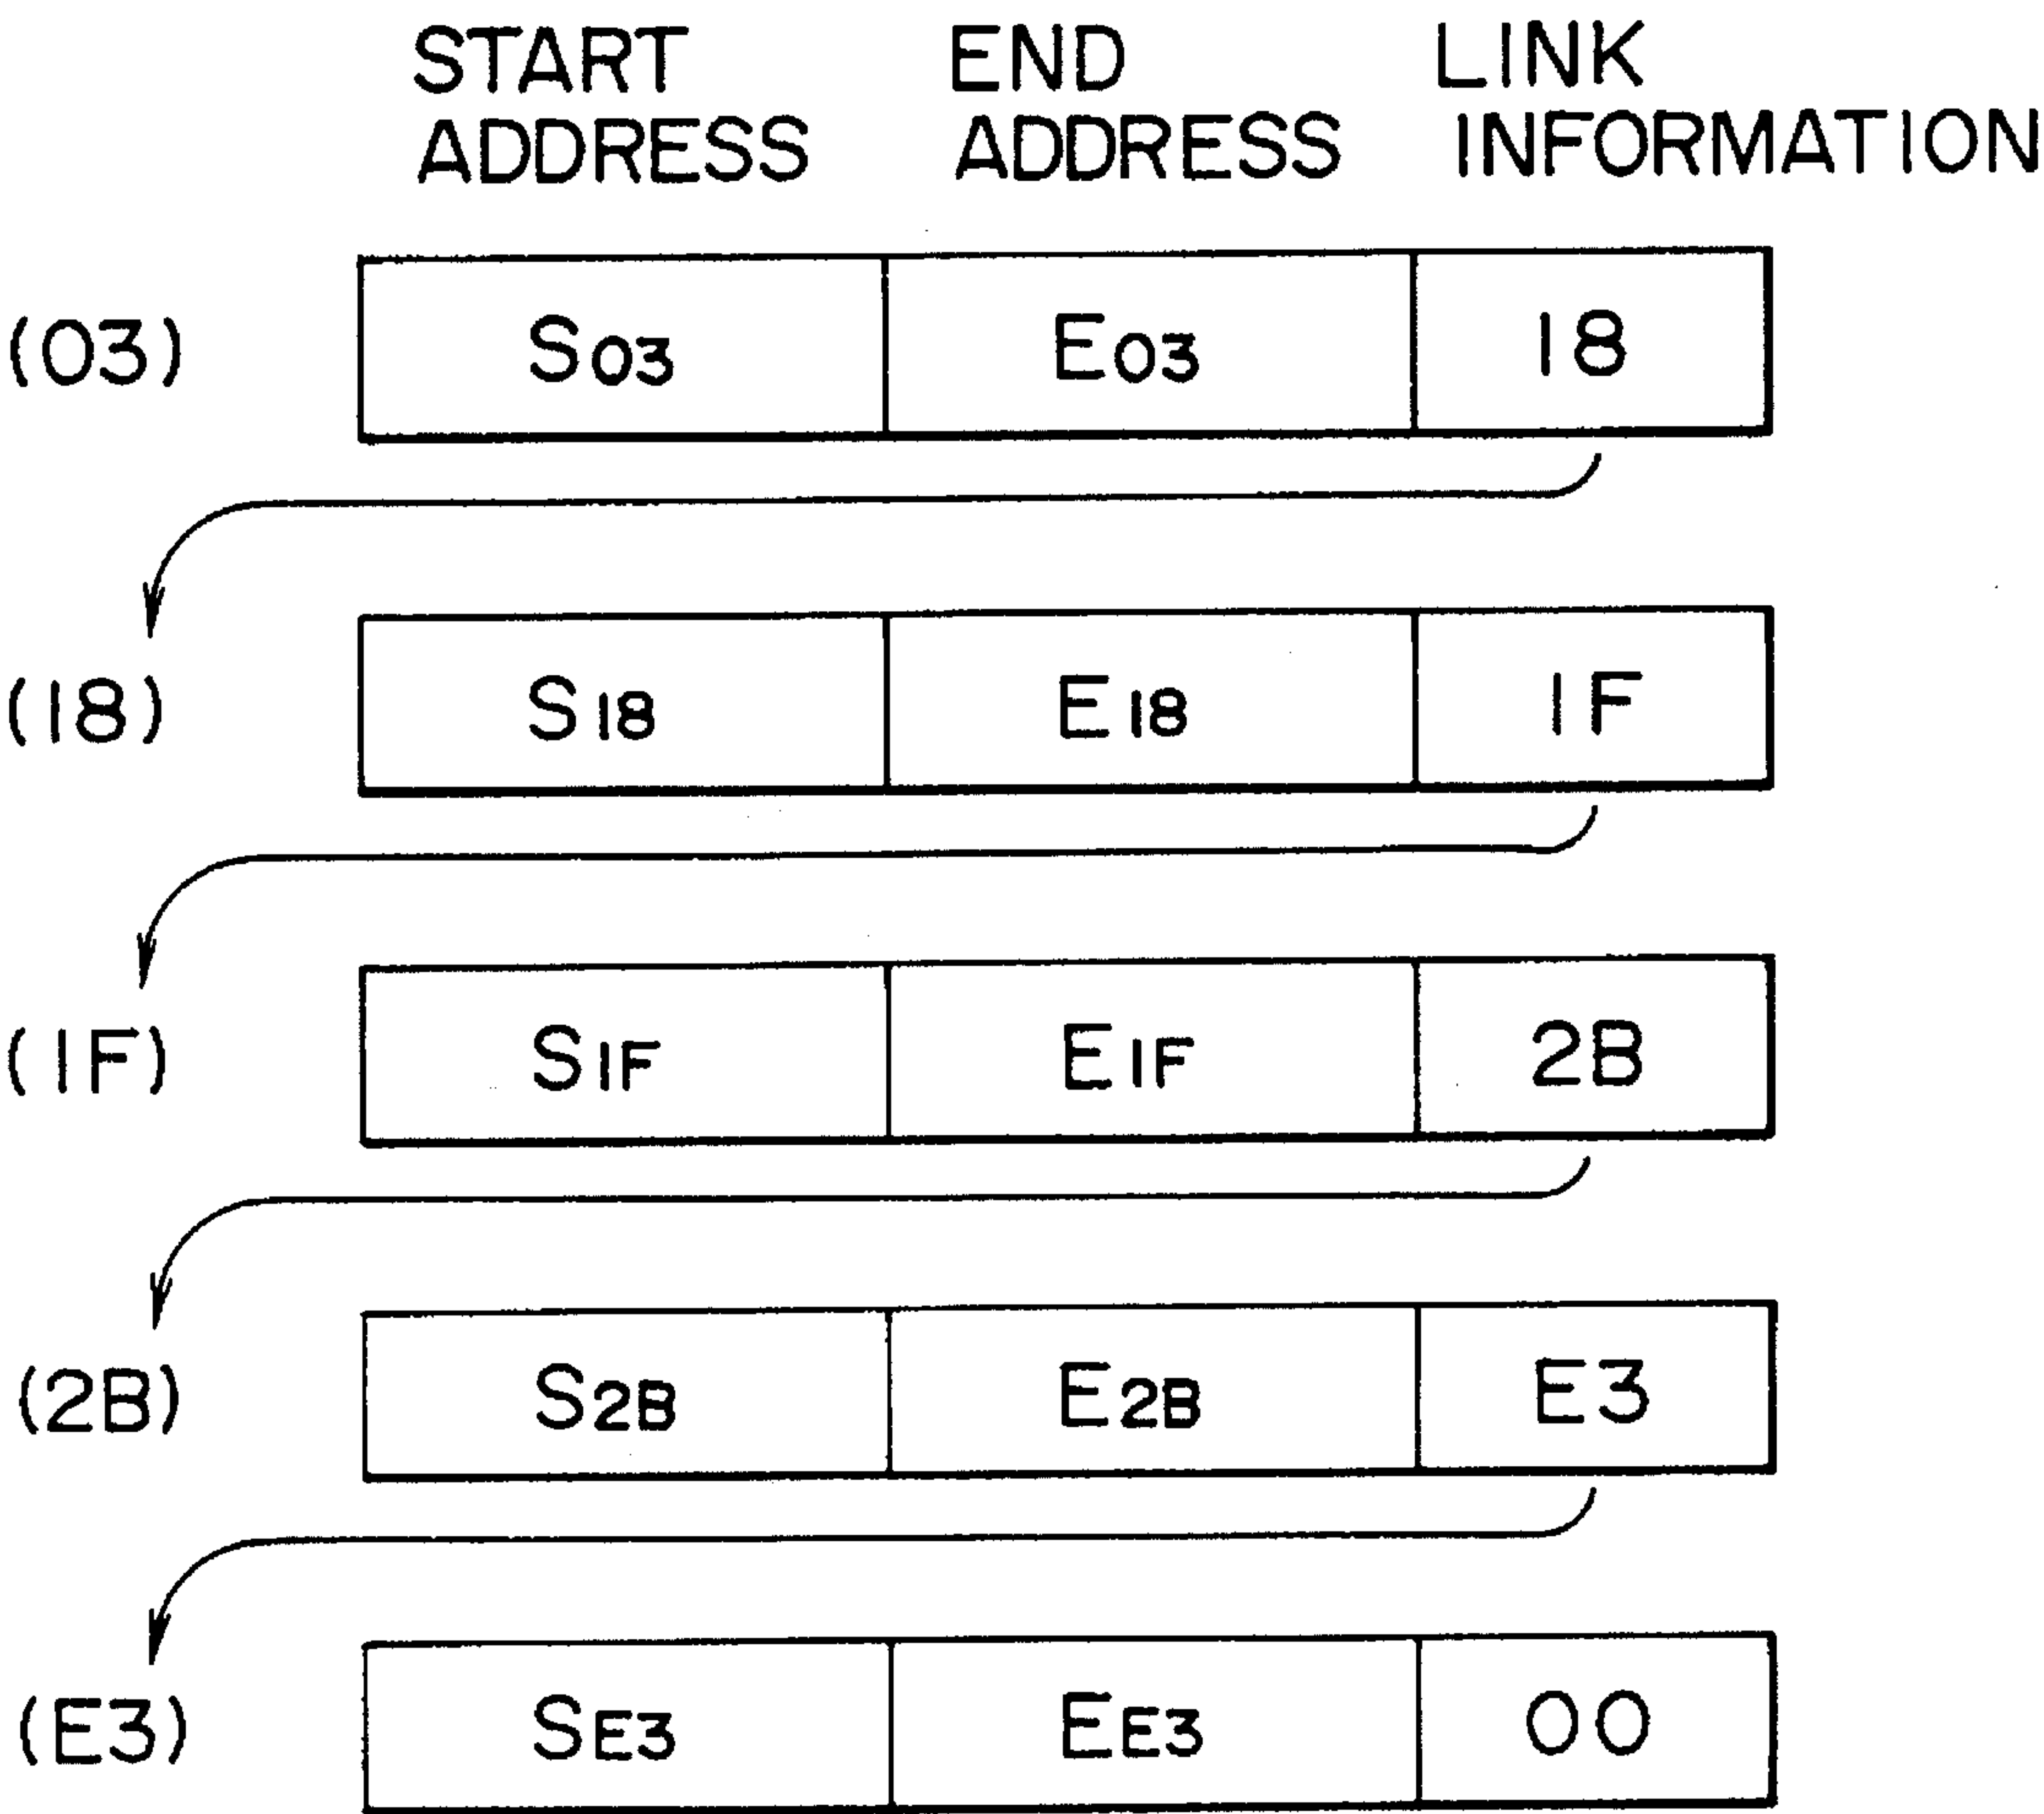 START END LINK
ADDRESS ADDRESS INFORMATION
(03) S03 E03 18
(18) S18 E18 1F
(1F) S1F E1F 2B
(2B) S2B E2B E3
(E3) SE3 EE3 00